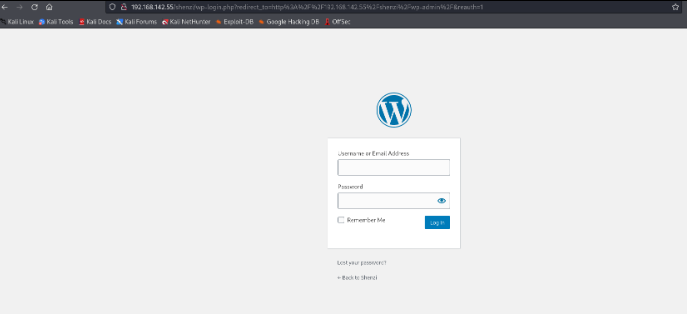 192.168.142.55/shenzi/wp-login.php?redirect_to=http%3A%2F%2F192.168.142.55%2Fshenzi%2Fwp-admin%2F&reauth=1
Kali Linux Kali Tools Kali Docs Kali Forums Kali NetHunter Exploit-DB Google Hacking DB OffSec
Username or Email Address
Password
Remember Me
Log In
Lost your password?
← Back to Shenzi